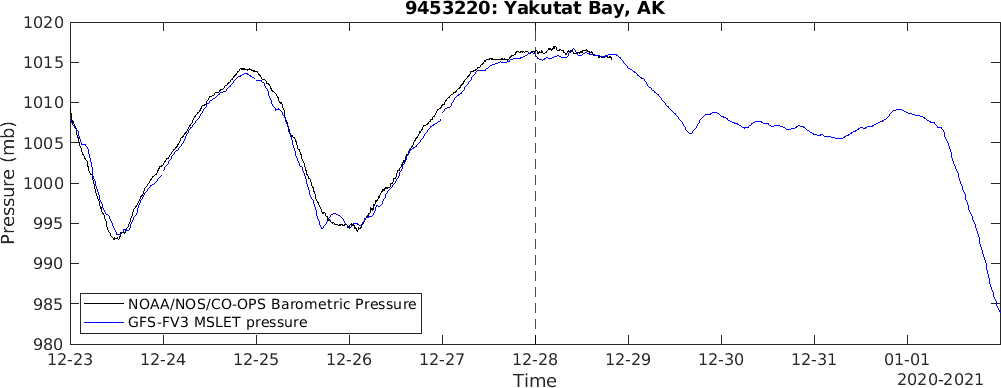 9453220: Yakutat Bay, AK
Pressure (mb)
1020
1015
1010
1005
1000
995
990
985
980
NOAA/NOS/CO-OPS Barometric Pressure
GFS-FV3 MSLET pressure
12-23 12-24 12-25 12-26 12-27 12-28 12-29 12-30 12-31 01-01
Time
2020-2021